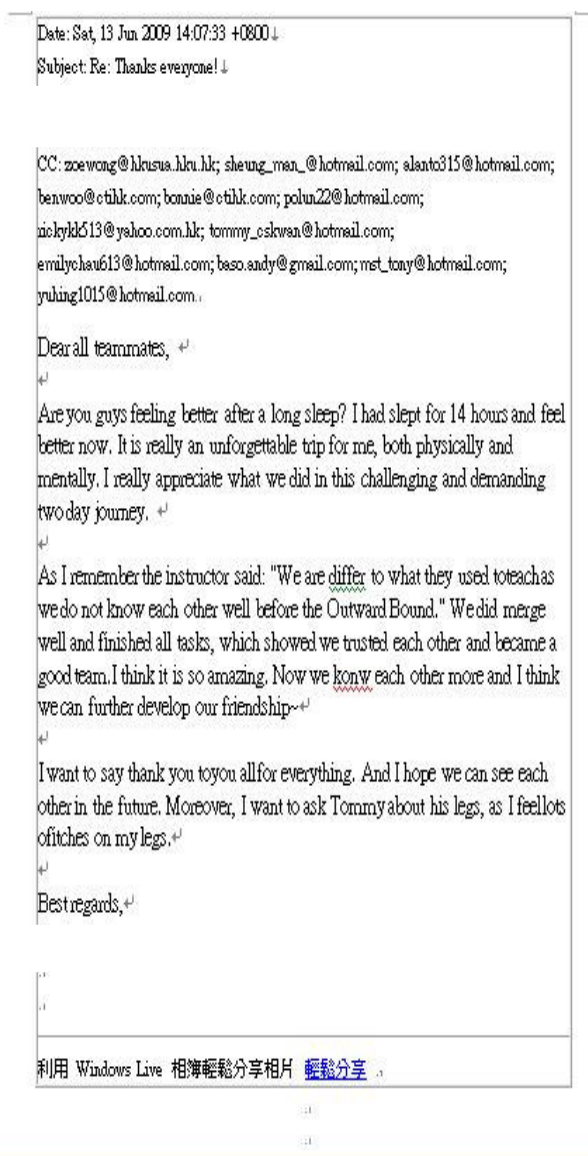 Date: Sat, 13 Jun 2009 14:07:33 +0800
Subject: Re: Thanks everyone!
CC: zoewong@hkusua.hku.hk; sheung_man_@hotmail.com; alanto315@hotmail.com;
benwoo@ctihk.com; bonnie@ctihk.com; polun22@hotmail.com;
rickykk513@yahoo.com.hk; tommy_cskwan@hotmail.com;
emilychau613@hotmail.com; baso.andy@gmail.com; mst_tony@hotmail.com;
yuhing1015@hotmail.com
Dear all teammates,
Are you guys feeling better after a long sleep? I had slept for 14 hours and feel
better now. It is really an unforgettable trip for me, both physically and
mentally. I really appreciate what we did in this challenging and demanding
two day journey.
As I remember the instructor said: "We are differ to what they used toteach as
we do not know each other well before the Outward Bound." We did merge
well and finished all tasks, which showed we trusted each other and became a
good team. I think it is so amazing. Now we konw each other more and I think
we can further develop our friendship~
I want to say thank you toyou all for everything. And I hope we can see each
other in the future. Moreover, I want to ask Tommy about his legs, as I feel lots
ofitches on my legs.
Best regards,
利用 Windows Live 相簿輕鬆分享相片 輕鬆分享